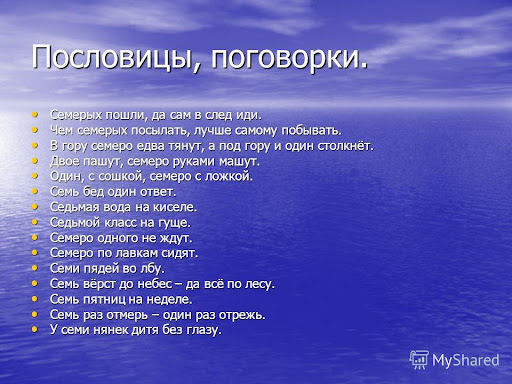 Пословицы, поговорки.
Семерых пошли, да сам в след иди.
Чем семерых посылать, лучше самому побывать.
В гору семеро едва тянут, а под гору и один столкнёт.
Двое пашут, семеро руками машут.
Один, с сошкой, семеро с ложкой.
Семь бед один ответ.
Седьмая вода на киселе.
Седьмой класс на гуще.
Семеро одного не ждут.
Семеро по лавкам сидят.
Семи пядей во лбу.
Семь вёрст до небес – да всё по лесу.
Семь пятниц на неделе.
Семь раз отмерь – один раз отрежь.
У семи нянек дитя без глазу.
MyShared